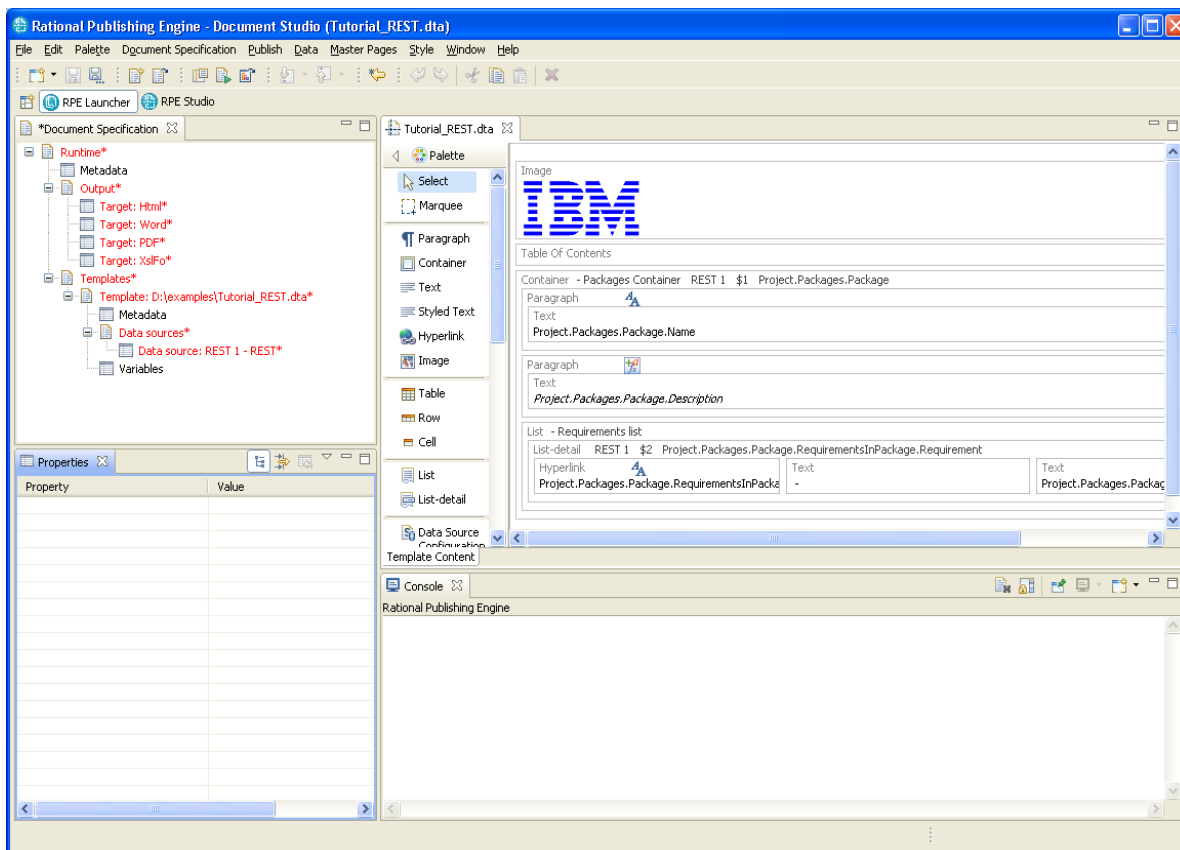 Rational Publishing Engine - Document Studio (Tutorial_REST.dta)
File Edit Palette Document Specification Publish Data Master Pages Style Window Help
RPE Launcher RPE Studio
*Document Specification
Runtime*
Metadata
Output*
Target: Html*
Target: Word*
Target: PDF*
Target: XslFo*
Templates*
Template: D:\examples\Tutorial_REST.dta*
Metadata
Data sources*
Data source: REST 1 - REST*
Variables
Properties
Property Value
Tutorial_REST.dta
Palette
Select
Marquee
Paragraph
Container
Text
Styled Text
Hyperlink
Image
Table
Row
Cell
List
List-detail
Data Source
Configuration
Template Content
Image
IBM
Table Of Contents
Container - Packages Container REST 1 $1 Project.Packages.Package
Paragraph
Text
Project.Packages.Package.Name
Paragraph
Text
Project.Packages.Package.Description
List - Requirements list
List-detail REST 1 $2 Project.Packages.Package.RequirementsInPackage.Requirement
Hyperlink Text Text
Project.Packages.Package.RequirementsInPacka - Project.Packages.Packag
Console
Rational Publishing Engine